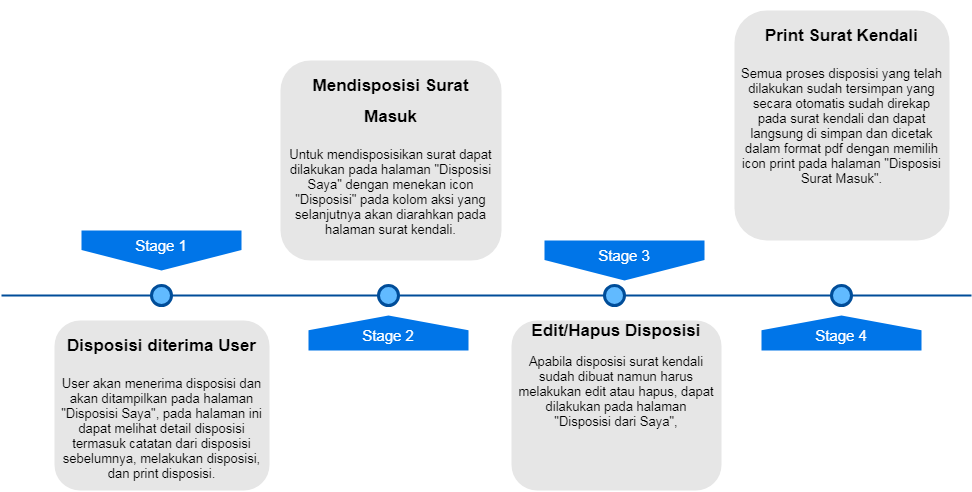 Stage 1
Disposisi diterima User
User akan menerima disposisi dan
akan ditampilkan pada halaman
"Disposisi Saya", pada halaman ini
dapat melihat detail disposisi
termasuk catatan dari disposisi
sebelumnya, melakukan disposisi,
dan print disposisi.
Mendisposisi Surat
Masuk
Untuk mendisposisikan surat dapat
dilakukan pada halaman "Disposisi
Saya" dengan menekan icon
"Disposisi" pada kolom aksi yang
selanjutnya akan diarahkan pada
halaman surat kendali.
Stage 2
Stage 3
Edit/Hapus Disposisi
Apabila disposisi surat kendali
sudah dibuat namun harus
melakukan edit atau hapus, dapat
dilakukan pada halaman
"Disposisi dari Saya",
Print Surat Kendali
Semua proses disposisi yang telah
dilakukan sudah tersimpan yang
secara otomatis sudah direkap
pada surat kendali dan dapat
langsung di simpan dan dicetak
dalam format pdf dengan memilih
icon print pada halaman "Disposisi
Surat Masuk".
Stage 4